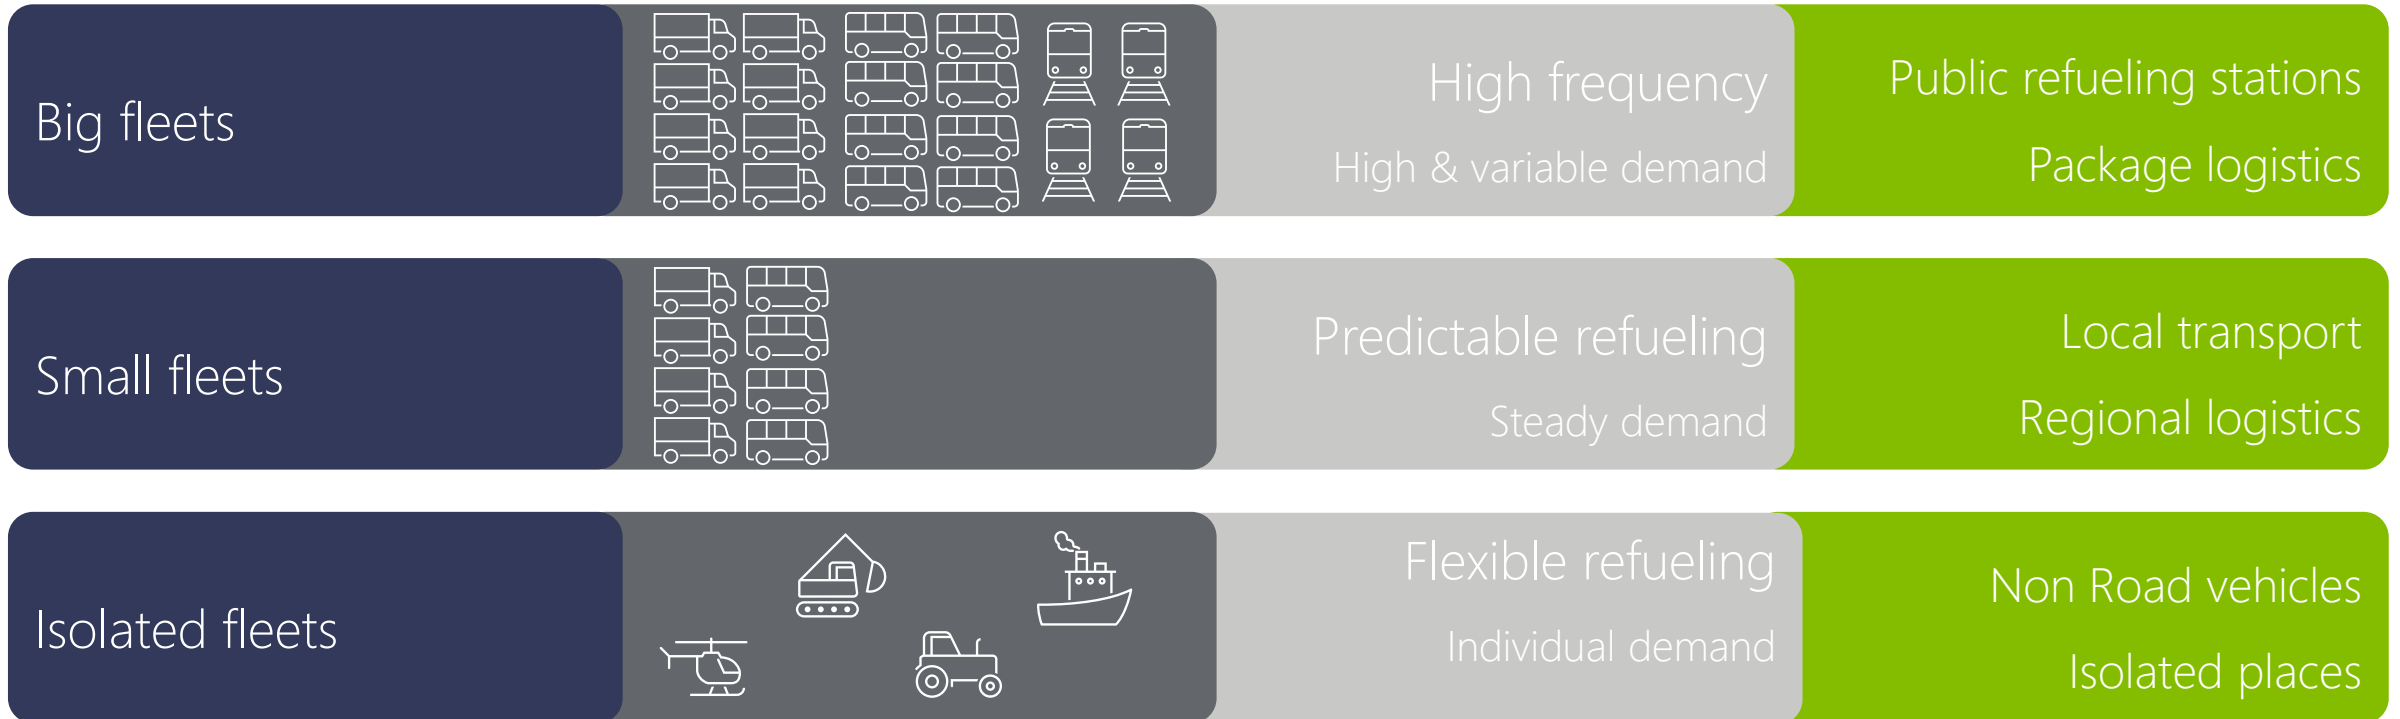 Big fleets
High frequency
High & variable demand
Public refueling stations
Package logistics
Small fleets
Predictable refueling
Steady demand
Local transport
Regional logistics
Isolated fleets
Flexible refueling
Individual demand
Non Road vehicles
Isolated places